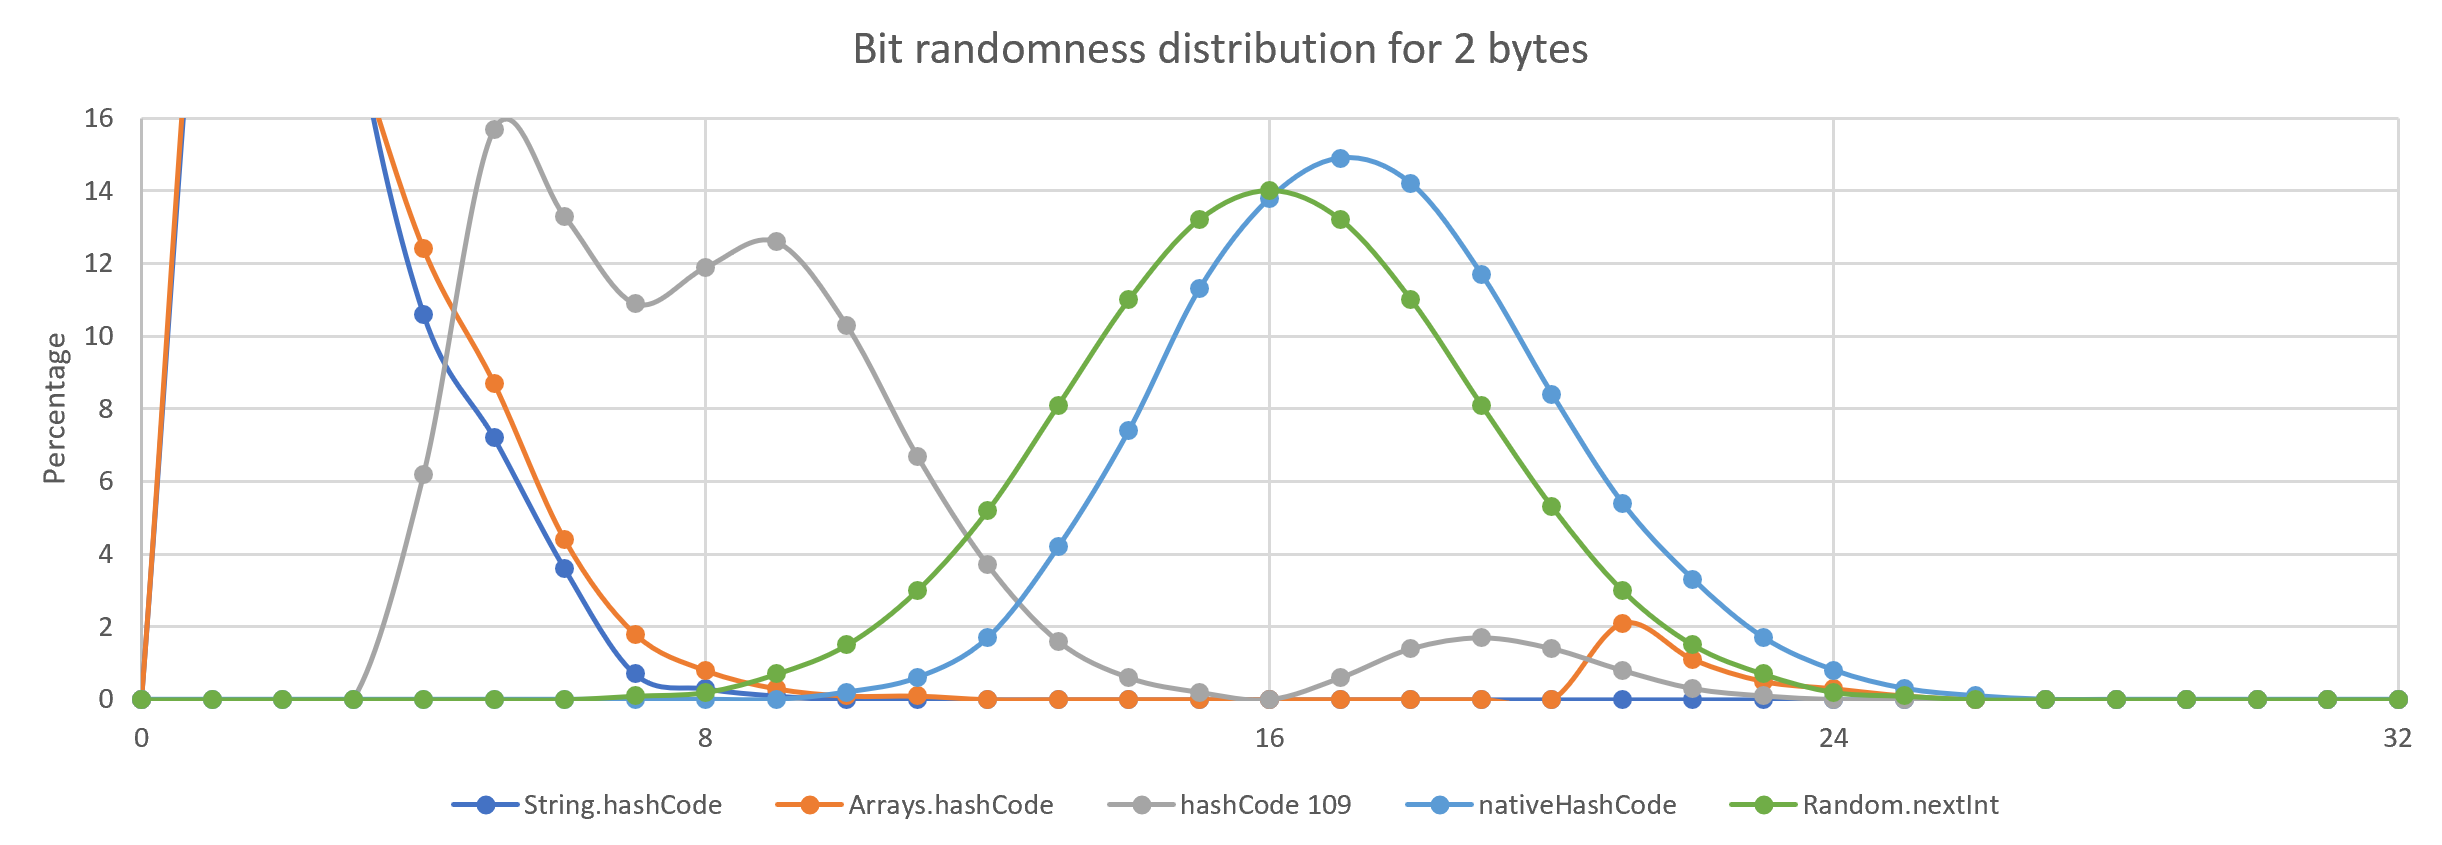 Bit randomness distribution for 2 bytes
Percentage
16
14
12
10
8
6
4
2
0
0 8 16 24 32
String.hashCode Arrays.hashCode hashCode 109 nativeHashCode Random.nextInt